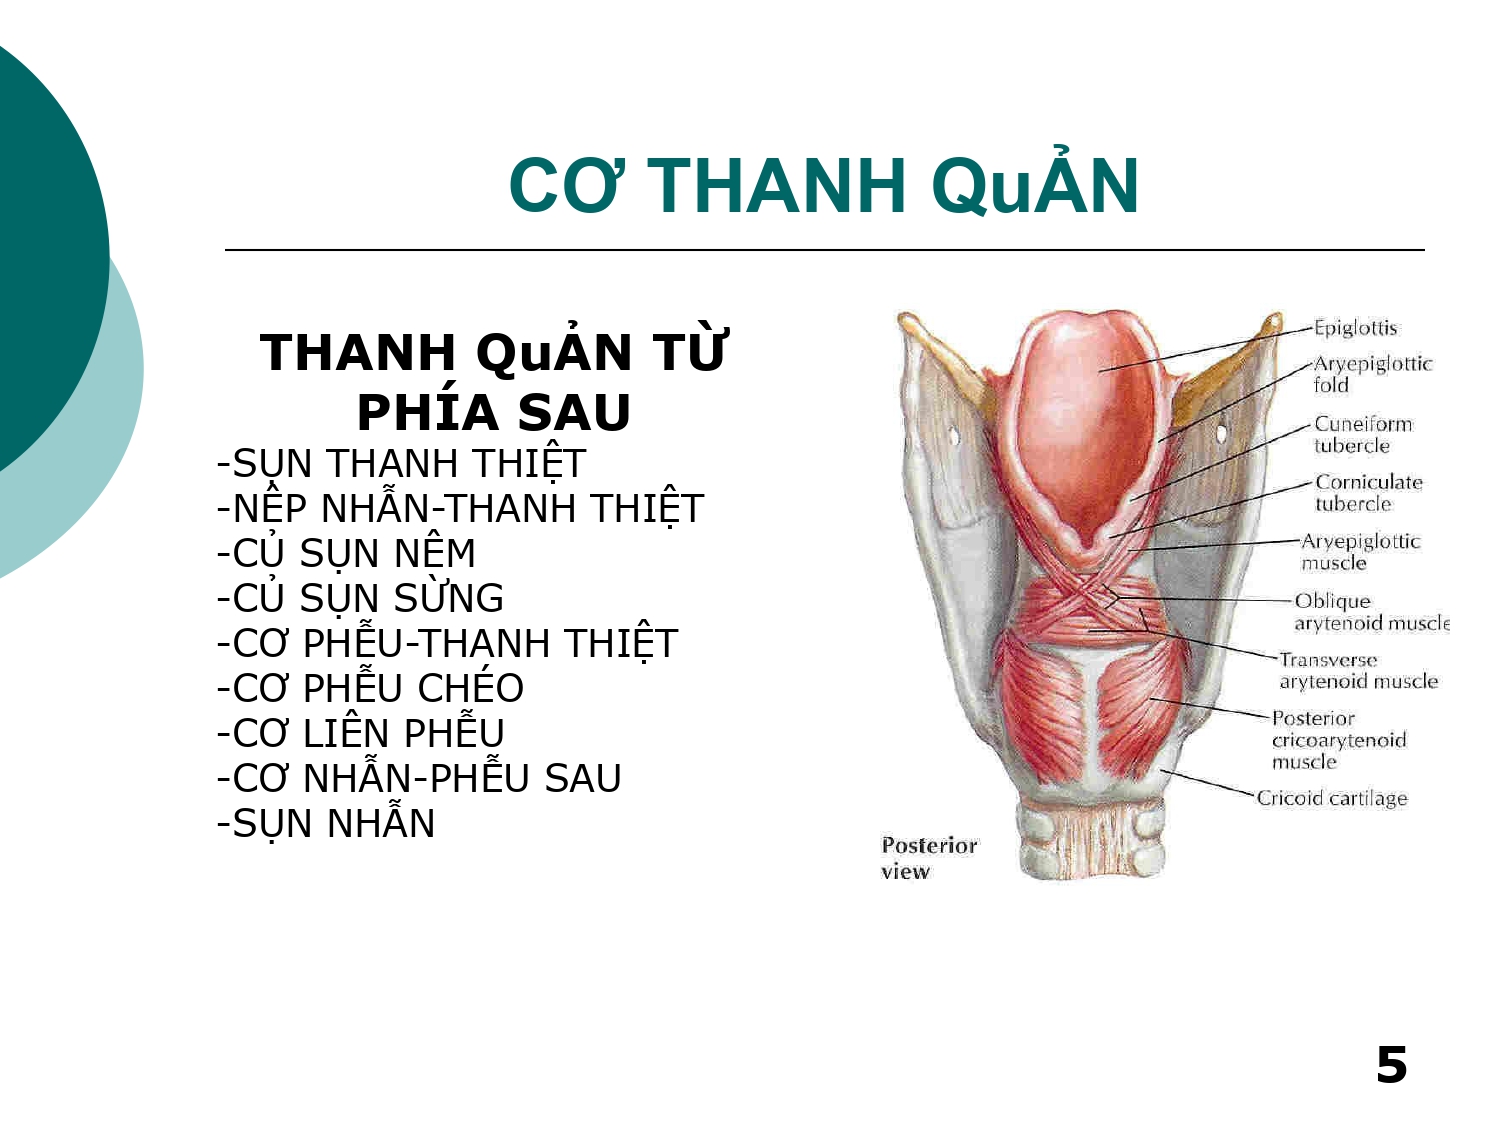 CƠ THANH QuẢN
THANH QuẢN TỪ
PHÍA SAU
-SỤN THANH THIỆT
-NẾP NHẪN-THANH THIỆT
-CỦ SỤN NÊM
-CỦ SỤN SỪNG
-CƠ PHỄU-THANH THIỆT
-CƠ PHỄU CHÉO
-CƠ LIÊN PHỄU
-CƠ NHẪN-PHỄU SAU
-SỤN NHẪN
Epiglottis
Aryepiglottic
fold
Cuneiform
tubercle
Corniculate
tubercle
Aryepiglottic
muscle
Oblique
arytenoid muscle
Transverse
arytenoid muscle
Posterior
cricoarytenoid
muscle
Cricoid cartilage
Posterior
view
5